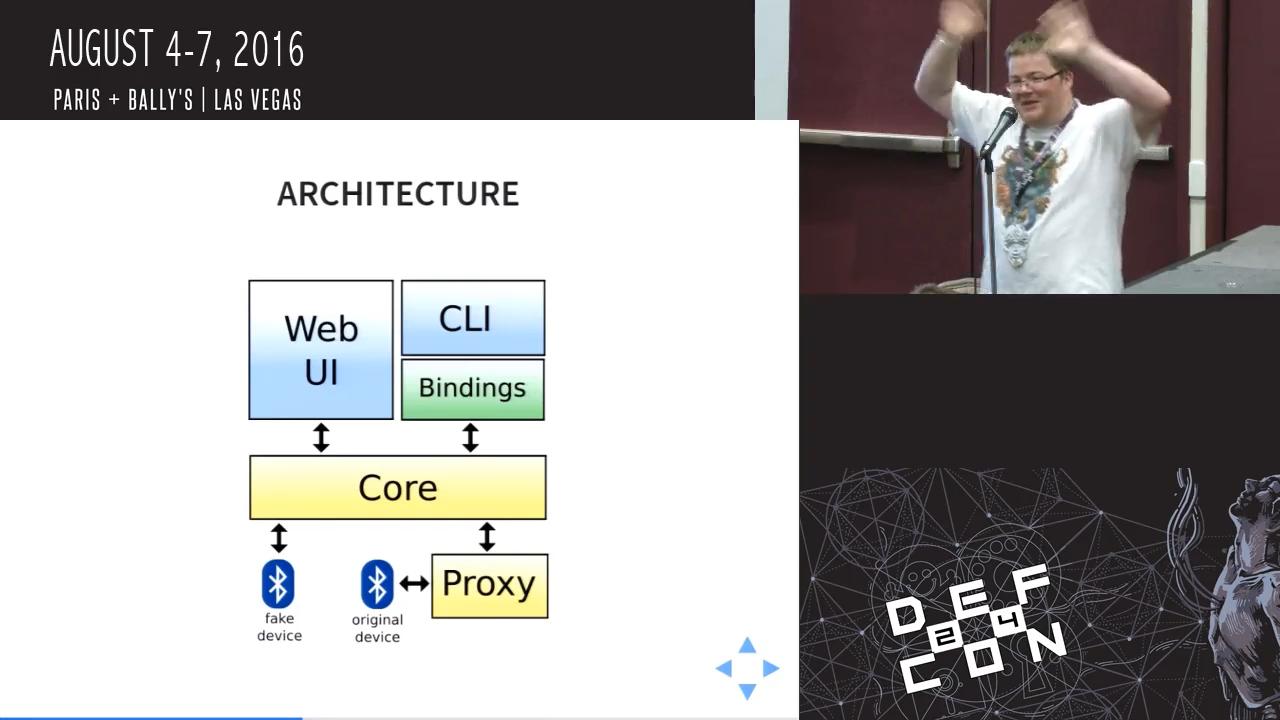 AUGUST 4-7, 2016
PARIS + BALLY'S | LAS VEGAS
ARCHITECTURE
Web
UI
CLI
Bindings
Core
Proxy
fake
device
original
device
DEF
24
CON